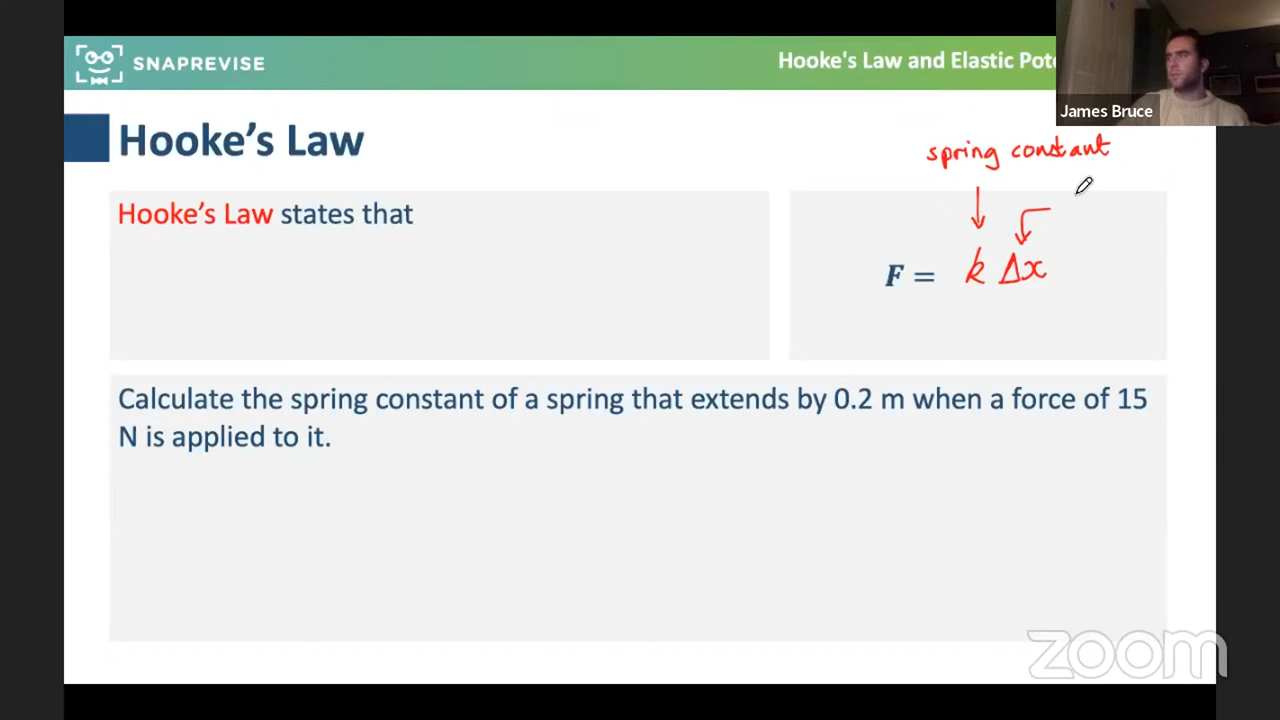 SNAPREVISE
Hooke's Law and Elastic Pote
James Bruce
Hooke's Law
spring constant
Hooke's Law states that
F = k Δx
Calculate the spring constant of a spring that extends by 0.2 m when a force of 15
N is applied to it.
zoom